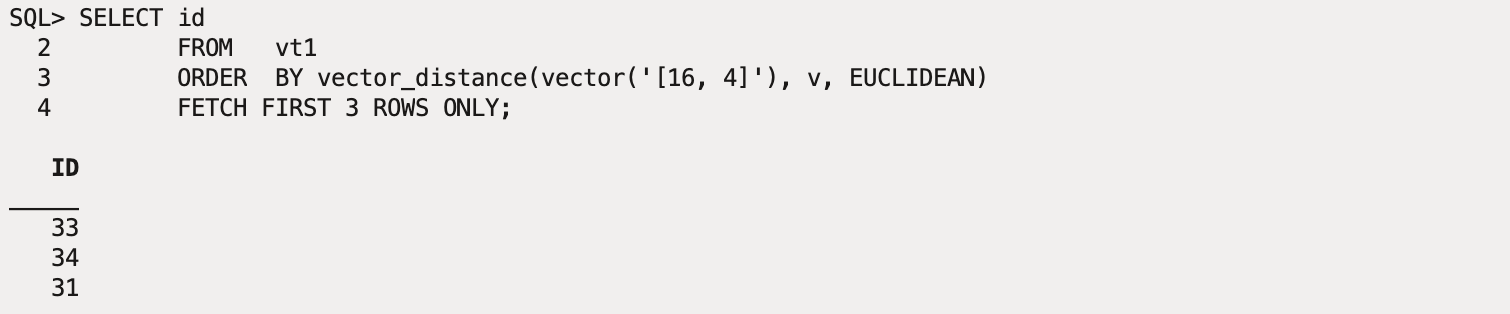 SQL> SELECT id
  2         FROM   vt1
  3         ORDER  BY vector_distance(vector('[16, 4]'), v, EUCLIDEAN)
  4         FETCH FIRST 3 ROWS ONLY;
   ID
_____
   33
   34
   31